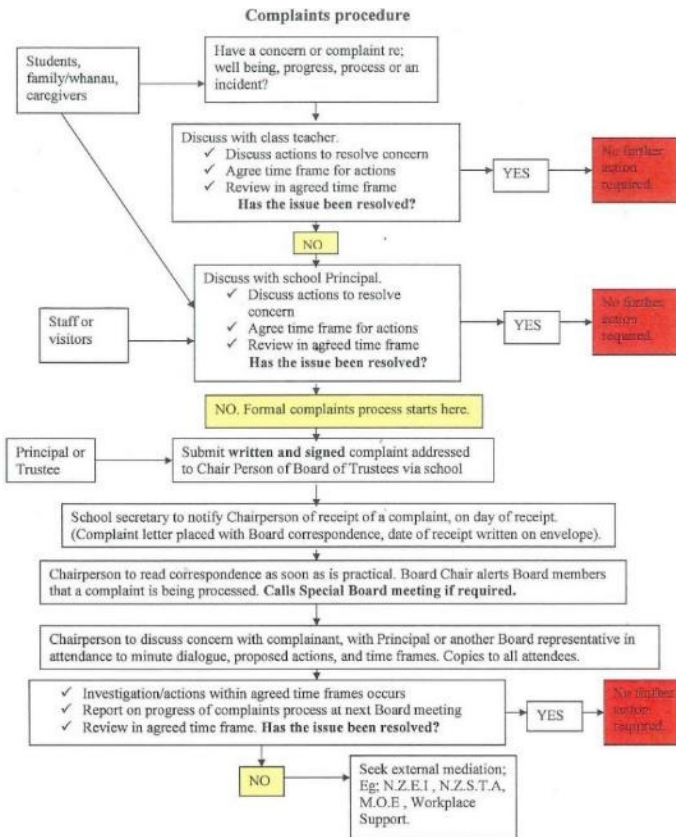 Complaints procedure
Students,
family/whanau,
caregivers
Have a concern or complaint re;
well being, progress, process or an
incident?
Discuss with class teacher.
✓ Discuss actions to resolve concern
✓ Agree time frame for actions
✓ Review in agreed time frame
Has the issue been resolved?
YES
No further
action
required.
NO
Discuss with school Principal.
✓ Discuss actions to resolve
concern
✓ Agree time frame for actions
✓ Review in agreed time frame
Has the issue been resolved?
Staff or
visitors
YES
No further
action
required.
NO. Formal complaints process starts here.
Principal or
Trustee
Submit written and signed complaint addressed
to Chair Person of Board of Trustees via school
School secretary to notify Chairperson of receipt of a complaint, on day of receipt.
(Complaint letter placed with Board correspondence, date of receipt written on envelope).
Chairperson to read correspondence as soon as is practical. Board Chair alerts Board members
that a complaint is being processed. Calls Special Board meeting if required.
Chairperson to discuss concern with complainant, with Principal or another Board representative in
attendance to minute dialogue, proposed actions, and time frames. Copies to all attendees.
✓ Investigation/actions within agreed time frames occurs
✓ Report on progress of complaints process at next Board meeting
✓ Review in agreed time frame. Has the issue been resolved?
YES
No further
action
required.
NO
Seek external mediation;
Eg; N.Z.E.I , N.Z.S.T.A,
M.O.E , Workplace
Support.